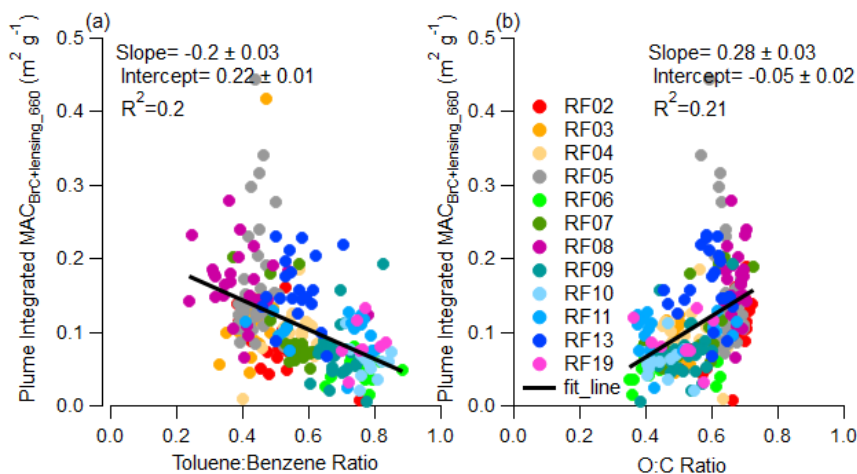 (a)
Slope= -0.2 ± 0.03
Intercept= 0.22 ± 0.01
R²=0.2
Plume Integrated MAC_BrC+lensing_660 (m² g⁻¹)
0.5
0.4
0.3
0.2
0.1
0.0
0.0 0.2 0.4 0.6 0.8 1.0
Toluene:Benzene Ratio
(b)
Slope= 0.28 ± 0.03
Intercept= -0.05 ± 0.02
R²=0.21
Plume Integrated MAC_BrC+lensing_660 (m² g⁻¹)
0.5
0.4
0.3
0.2
0.1
0.0
RF02
RF03
RF04
RF05
RF06
RF07
RF08
RF09
RF10
RF11
RF13
RF19
fit_line
0.0 0.2 0.4 0.6 0.8 1.0
O:C Ratio